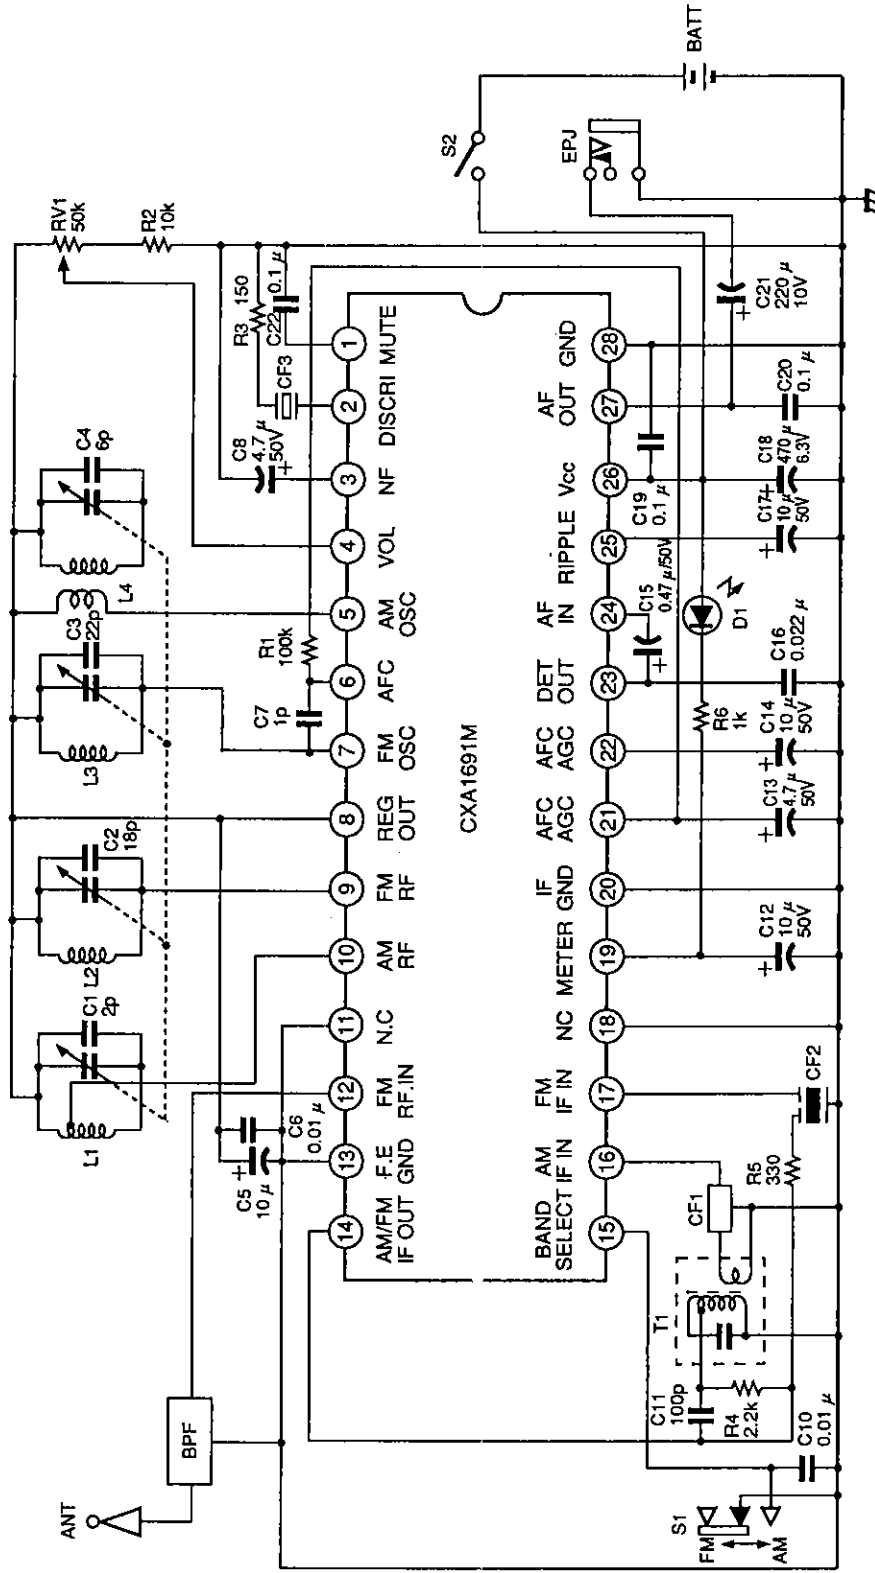 ANT
BPF
L1
C1
2p
L2
C2
18p
L3
C3
22p
L4
C4
6p
RV1
50k
R2
10k
C5
10 μ
C6
0.01 μ
C7
1p
R1
100k
C8
4.7 μ
50V
R3 150
CF3
C22
0.1 μ
14
13
12
11
10
9
8
7
6
5
4
3
2
1
AM/FM
IF OUT
F.E
GND
FM
RF.IN
N.C
AM
RF
FM
RF
REG
OUT
FM
OSC
AFC
AM
OSC
VOL
NF
DISCRI
MUTE
CXA1691M
BAND
SELECT
AM
IF IN
FM
IF IN
NC
METER
IF
GND
AFC
AGC
AFC
AGC
DET
OUT
AF
IN
RIPPLE
Vcc
AF
OUT
GND
15
16
17
18
19
20
21
22
23
24
25
26
27
28
S1
FM
AM
C10
0.01 μ
C11
100p
R4
2.2k
T1
CF1
R5
330
CF2
C12
10 μ
50V
C13
4.7 μ
50V
C14
10 μ
50V
R6
1k
C16
0.022 μ
D1
C15
0.47 μ/50V
C17
10 μ
50V
C18
470 μ
6.3V
C19
0.1 μ
C20
0.1 μ
C21
220 μ
10V
EPJ
S2
BATT